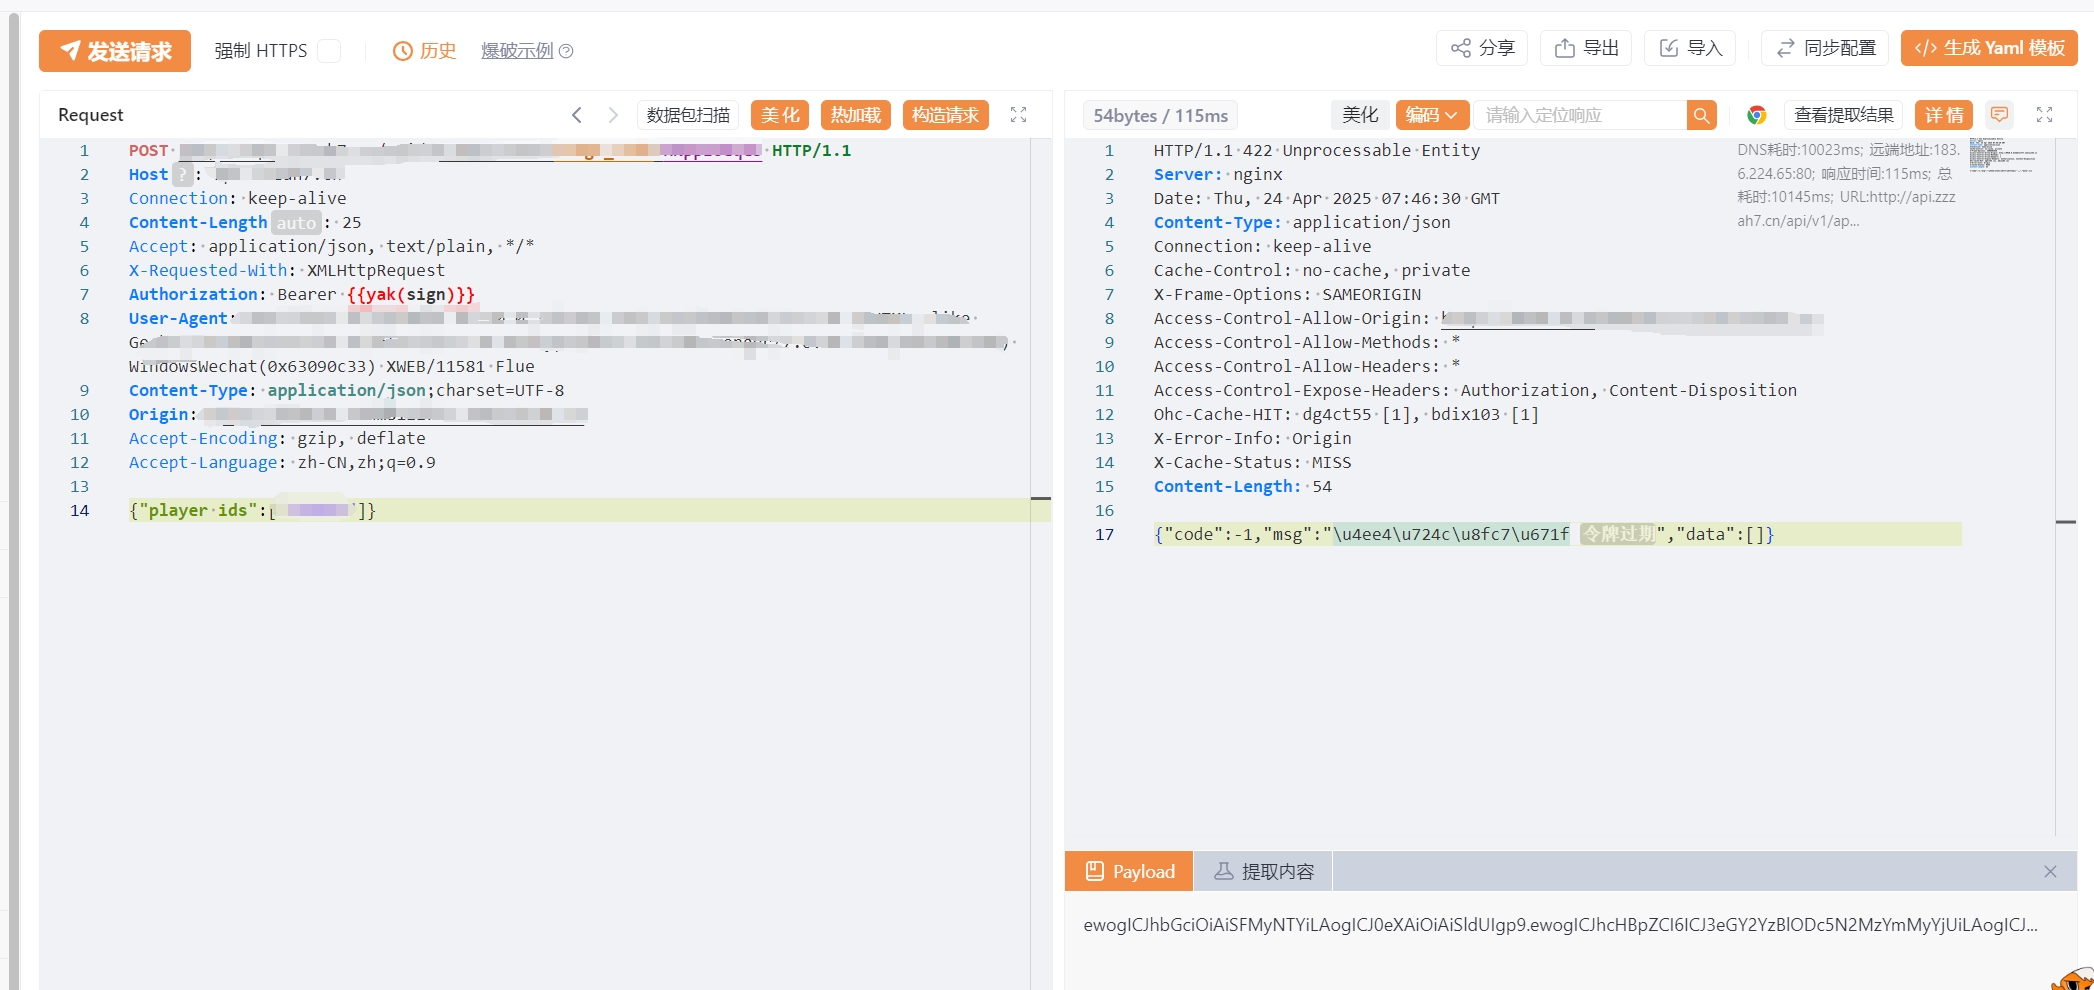 发送请求 强制 HTTPS 历史 爆破示例 分享 导出 导入 同步配置 </> 生成 Yaml 模板
Request 数据包扫描 美化 热加载 构造请求
1 POST HTTP/1.1
2 Host ? :
3 Connection: keep-alive
4 Content-Length auto : 25
5 Accept: application/json, text/plain, */*
6 X-Requested-With: XMLHttpRequest
7 Authorization: Bearer {{yak(sign)}}
8 User-Agent: like
Ge )
WindowsWechat(0x63090c33) XWEB/11581 Flue
9 Content-Type: application/json;charset=UTF-8
10 Origin:
11 Accept-Encoding: gzip, deflate
12 Accept-Language: zh-CN,zh;q=0.9
13
14 {"player ids":[ ]}
54bytes / 115ms 美化 编码 请输入定位响应 查看提取结果 详情
1 HTTP/1.1 422 Unprocessable Entity
2 Server: nginx
3 Date: Thu, 24 Apr 2025 07:46:30 GMT
4 Content-Type: application/json
5 Connection: keep-alive
6 Cache-Control: no-cache, private
7 X-Frame-Options: SAMEORIGIN
8 Access-Control-Allow-Origin:
9 Access-Control-Allow-Methods: *
10 Access-Control-Allow-Headers: *
11 Access-Control-Expose-Headers: Authorization, Content-Disposition
12 Ohc-Cache-HIT: dg4ct55 [1], bdix103 [1]
13 X-Error-Info: Origin
14 X-Cache-Status: MISS
15 Content-Length: 54
16
17 {"code":-1,"msg":"\u4ee4\u724c\u8fc7\u671f 令牌过期","data":[]}
DNS耗时:10023ms; 远端地址:183.
6.224.65:80; 响应时间:115ms; 总
耗时:10145ms; URL:http://api.zzz
ah7.cn/api/v1/ap...
Payload 提取内容
ewogICJhbGciOiAiSFMyNTYiLAogICJ0eXAiOiAiSldUIgp9.ewogICJhcHBpZCI6ICJ3eGY2YzBlODc5N2MzYmMyYjUiLAogICJ...